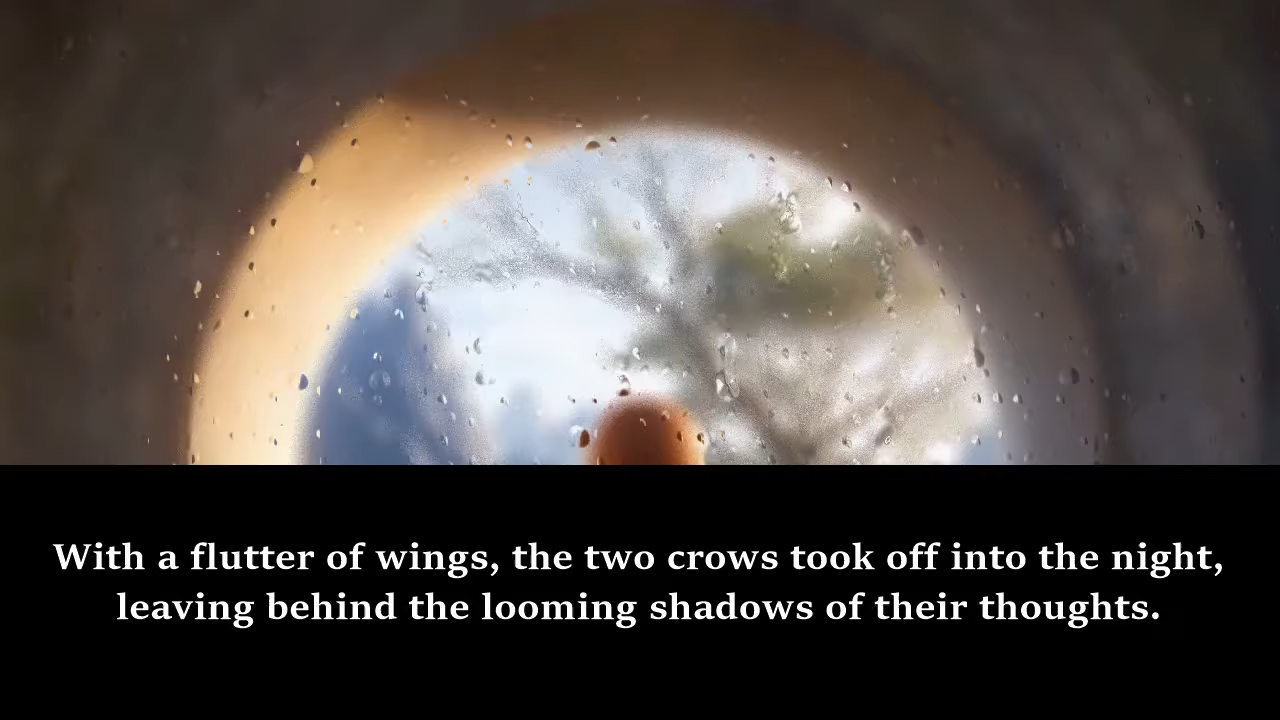 With a flutter of wings, the two crows took off into the night,
leaving behind the looming shadows of their thoughts.